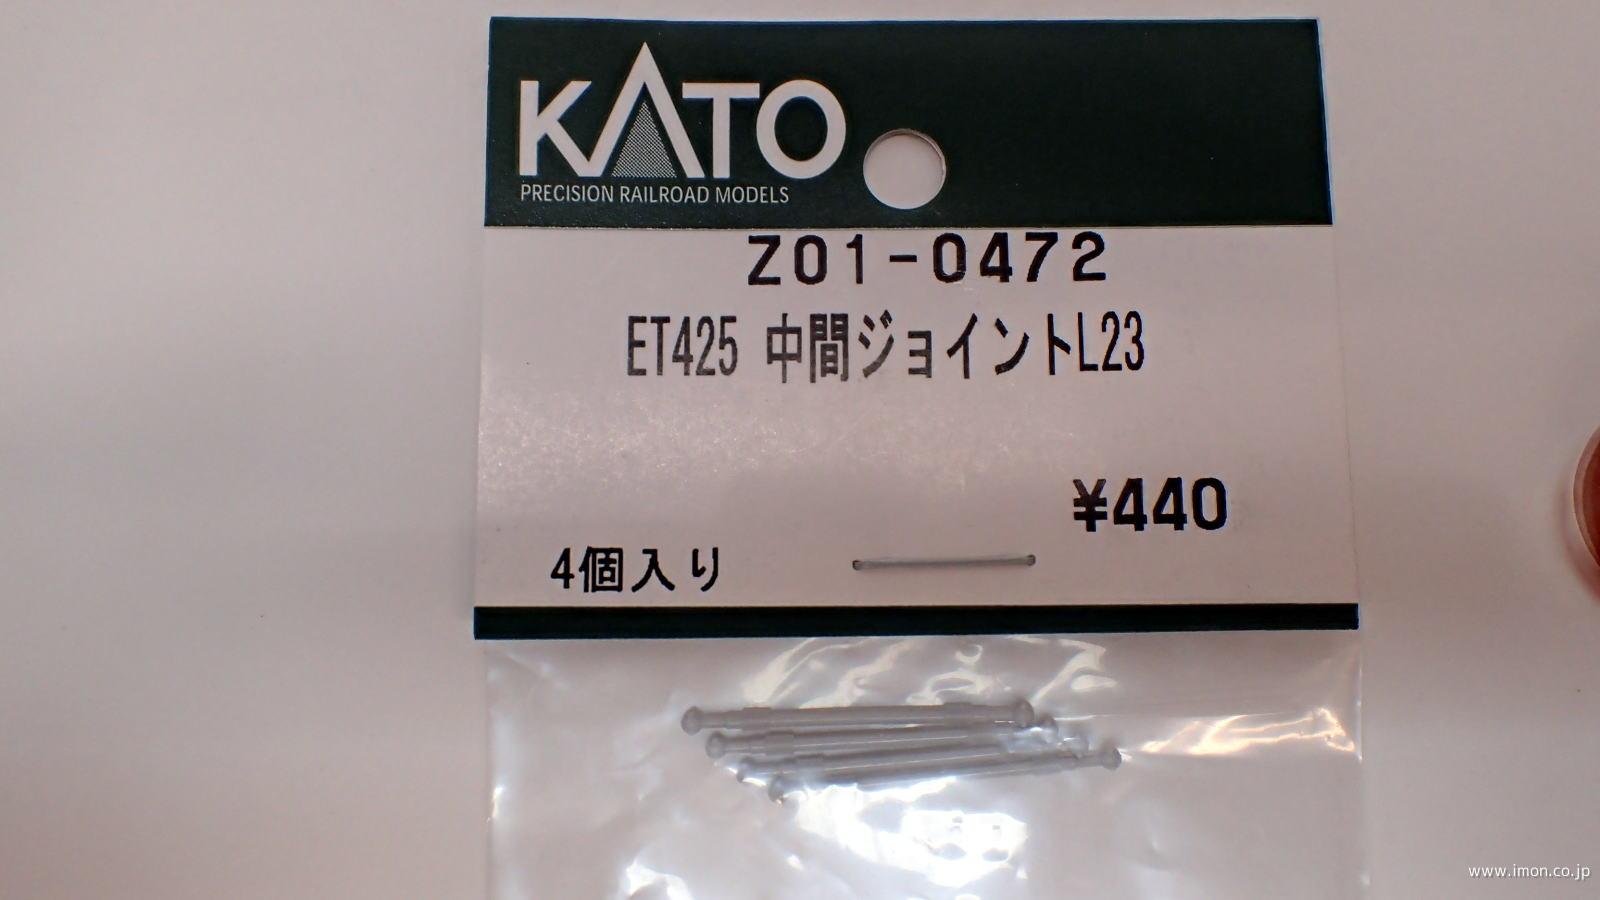 KATO
PRECISION RAILROAD MODELS
Z01-0472
ET425 中間ジョイントL23
¥440
4個入り
www.imon.co.jp